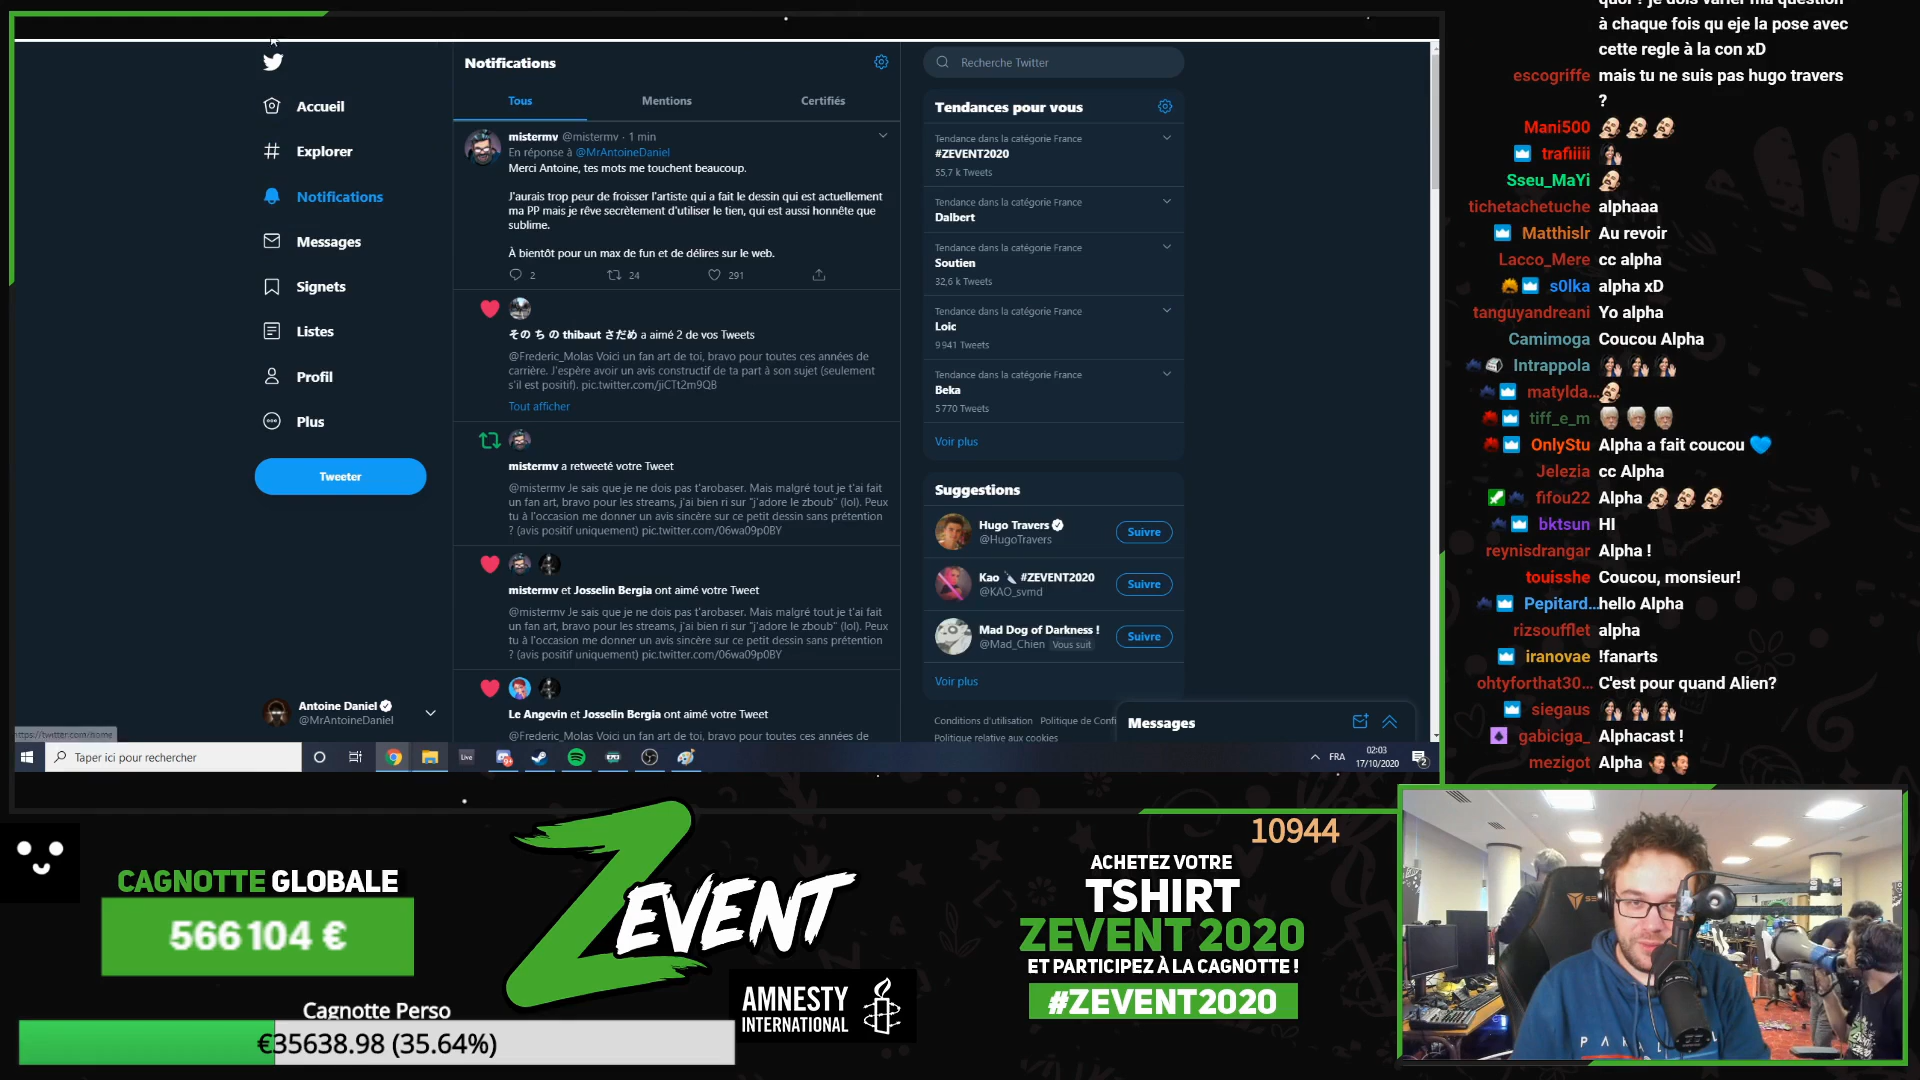 Notifications
Tous
Mentions
Certifiés
Accueil
Explorer
Notifications
Messages
Signets
Listes
Profil
Plus
Tweeter
Antoine Daniel
@MrAntoineDaniel
https://twitter.com/home
mistermv @mistermv · 1 min
En réponse à @MrAntoineDaniel
Merci Antoine, tes mots me touchent beaucoup.
J'aurais trop peur de froisser l'artiste qui a fait le dessin qui est actuellement
ma PP mais je rêve secrètement d'utiliser le tien, qui est aussi honnête que
sublime.
À bientôt pour un max de fun et de délires sur le web.
2
24
291
その ち の thibaut さだめ a aimé 2 de vos Tweets
@Frederic_Molas Voici un fan art de toi, bravo pour toutes ces années de
carrière. J'espère avoir un avis constructif de ta part à son sujet (seulement
s'il est positif). pic.twitter.com/jiCTt2m9QB
Tout afficher
mistermv a retweeté votre Tweet
@mistermv Je sais que je ne dois pas t'arobaser. Mais malgré tout je t'ai fait
un fan art, bravo pour les streams, j'ai bien ri sur "j'adore le zboub" (lol). Peux
tu à l'occasion me donner un avis sincère sur ce petit dessin sans prétention
? (avis positif uniquement) pic.twitter.com/06wa09p0BY
mistermv et Josselin Bergia ont aimé votre Tweet
@mistermv Je sais que je ne dois pas t'arobaser. Mais malgré tout je t'ai fait
un fan art, bravo pour les streams, j'ai bien ri sur "j'adore le zboub" (lol). Peux
tu à l'occasion me donner un avis sincère sur ce petit dessin sans prétention
? (avis positif uniquement) pic.twitter.com/06wa09p0BY
Le Angevin et Josselin Bergia ont aimé votre Tweet
@Frederic_Molas Voici un fan art de toi, bravo pour toutes ces années de
Recherche Twitter
Tendances pour vous
Tendance dans la catégorie France
#ZEVENT2020
55,7 k Tweets
Tendance dans la catégorie France
Dalbert
Tendance dans la catégorie France
Soutien
32,6 k Tweets
Tendance dans la catégorie France
Loic
9 941 Tweets
Tendance dans la catégorie France
Beka
5 770 Tweets
Voir plus
Suggestions
Hugo Travers
@HugoTravers
Suivre
Kao #ZEVENT2020
@KAO_svmd
Suivre
Mad Dog of Darkness !
@Mad_Chien Vous suit
Suivre
Voir plus
Conditions d'utilisation Politique de Confi
Politique relative aux cookies
Messages
Taper ici pour rechercher
Live
FRA
02:03
17/10/2020
2
quoi ? je dois varier ma question
à chaque fois qu eje la pose avec
cette regle à la con xD
escogriffe mais tu ne suis pas hugo travers
?
Mani500
trafiiiii
Sseu_MaYi
tichetachetuche alphaaa
Matthislr Au revoir
Lacco_Mere cc alpha
s0lka alpha xD
tanguyandreani Yo alpha
Camimoga Coucou Alpha
Intrappola
matylda...
tiff_e_m
OnlyStu Alpha a fait coucou
Jelezia cc Alpha
fifou22 Alpha
bktsun HI
reynisdrangar Alpha !
touisshe Coucou, monsieur!
Pepitard... hello Alpha
rizsoufflet alpha
iranovae !fanarts
ohtyforthat30... C'est pour quand Alien?
siegaus
gabiciga_ Alphacast !
mezigot Alpha
CAGNOTTE GLOBALE
566 104 €
Cagnotte Perso
€35638.98 (35.64%)
ZEVENT
AMNESTY
INTERNATIONAL
10944
ACHETEZ VOTRE
TSHIRT
ZEVENT 2020
ET PARTICIPEZ À LA CAGNOTTE !
#ZEVENT2020